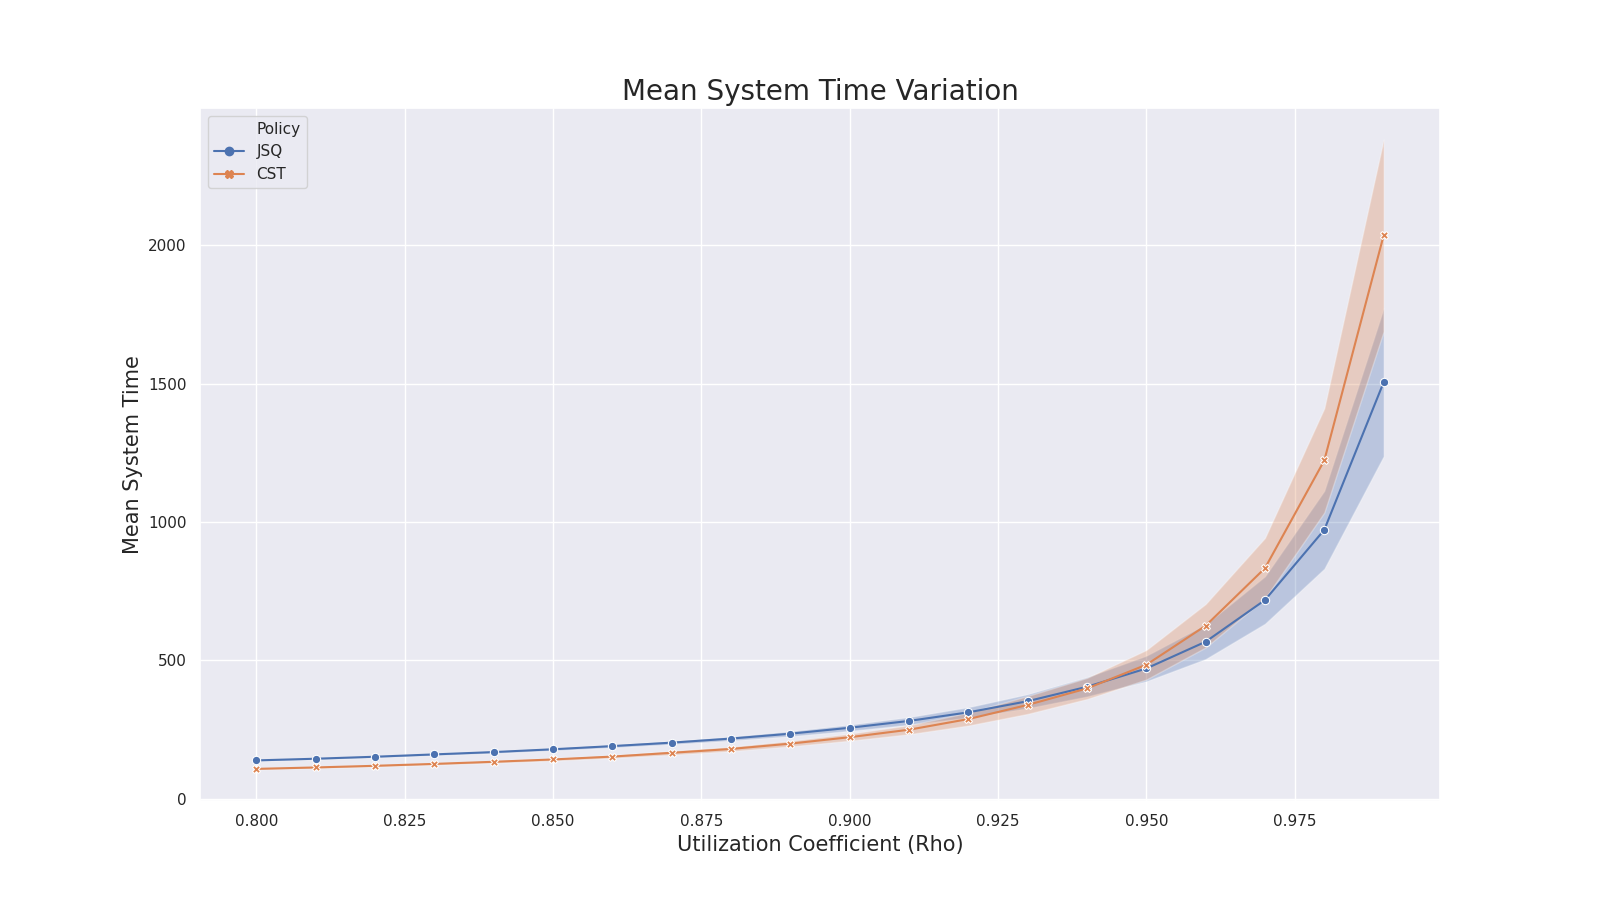 Mean System Time Variation
Policy
JSQ
CST
Mean System Time
2000
1500
1000
500
0
0.800 0.825 0.850 0.875 0.900 0.925 0.950 0.975
Utilization Coefficient (Rho)